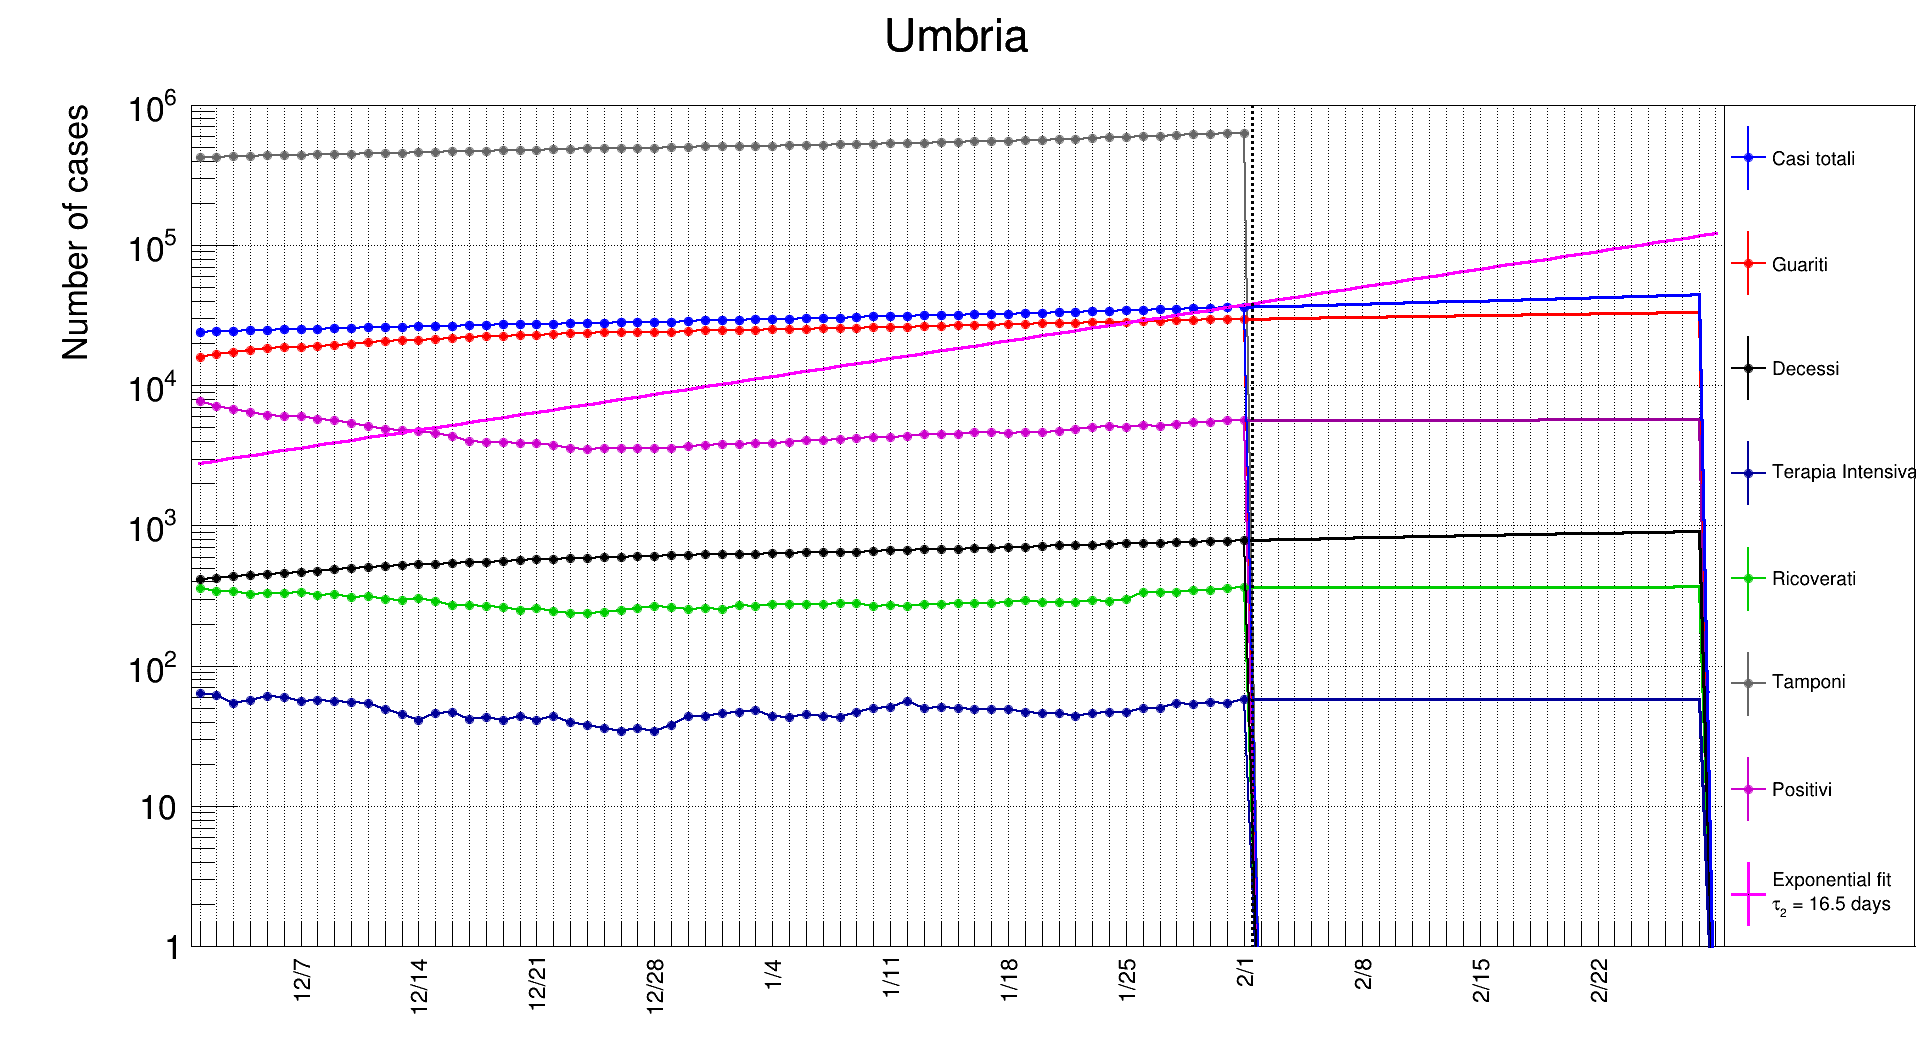 Umbria
Number of cases
10^6
10^5
10^4
10^3
10^2
10
1
12/7
12/14
12/21
12/28
1/4
1/11
1/18
1/25
2/1
2/8
2/15
2/22
Casi totali
Guariti
Decessi
Terapia Intensiva
Ricoverati
Tamponi
Positivi
Exponential fit
τ₂ = 16.5 days